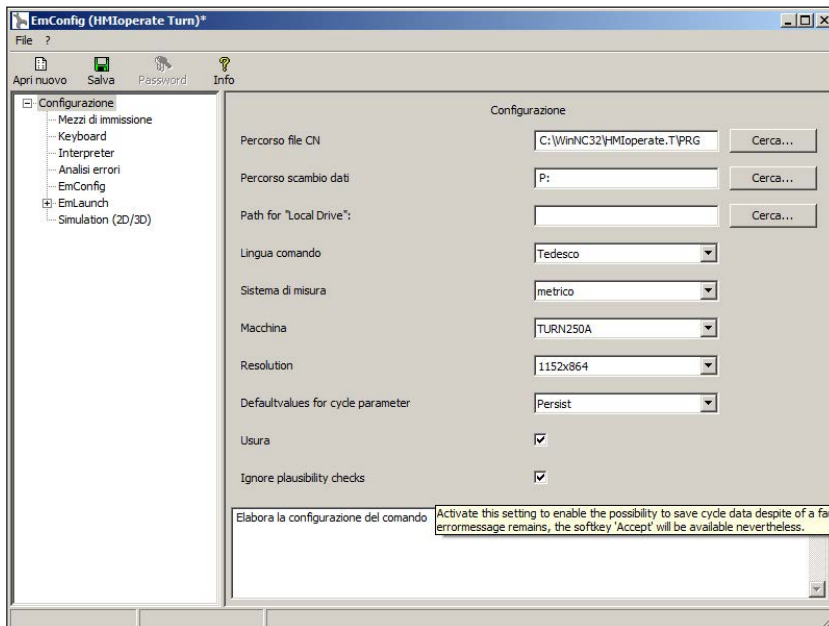 EmConfig (HMIoperate Turn)*
File ?
Apri nuovo Salva Password Info
Configurazione
Mezzi di immissione
Keyboard
Interpreter
Analisi errori
EmConfig
EmLaunch
Simulation (2D/3D)
Configurazione
Percorso file CN C:\WinNC32\HMIoperate.T\PRG Cerca...
Percorso scambio dati P: Cerca...
Path for "Local Drive": Cerca...
Lingua comando Tedesco
Sistema di misura metrico
Macchina TURN250A
Resolution 1152x864
Defaultvalues for cycle parameter Persist
Usura
Ignore plausibility checks
Elabora la configurazione del comando
Activate this setting to enable the possibility to save cycle data despite of a
errormessage remains, the softkey 'Accept' will be available nevertheless.